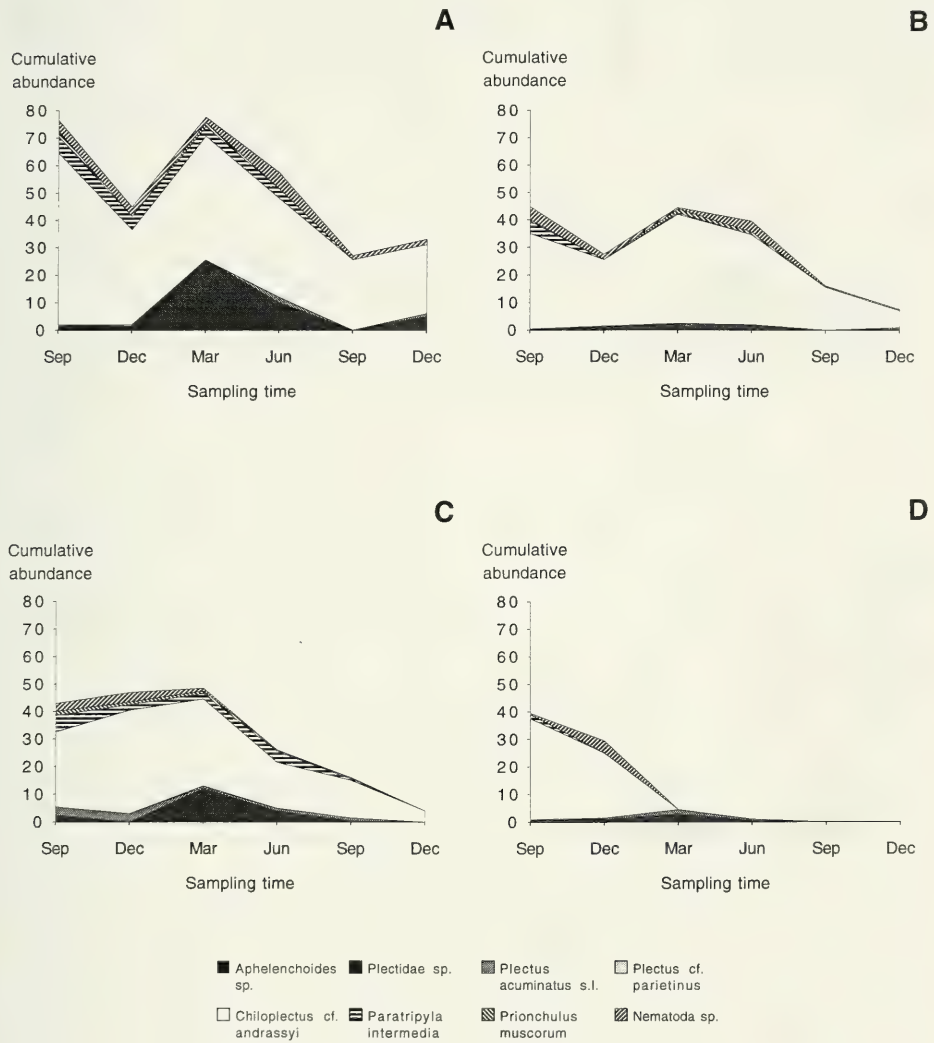 A
Cumulative
abundance
80
70
60
50
40
30
20
10
0
Sep Dec Mar Jun Sep Dec
Sampling time
B
Cumulative
abundance
80
70
60
50
40
30
20
10
0
Sep Dec Mar Jun Sep Dec
Sampling time
C
Cumulative
abundance
80
70
60
50
40
30
20
10
0
Sep Dec Mar Jun Sep Dec
Sampling time
D
Cumulative
abundance
80
70
60
50
40
30
20
10
0
Sep Dec Mar Jun Sep Dec
Sampling time
Aphelenchoides
sp.
Plectidae sp.
Plectus
acuminatus s.l.
Plectus cf.
parietinus
Chiloplectus cf.
andrassyi
Paratripyla
intermedia
Prionchulus
muscorum
Nematoda sp.